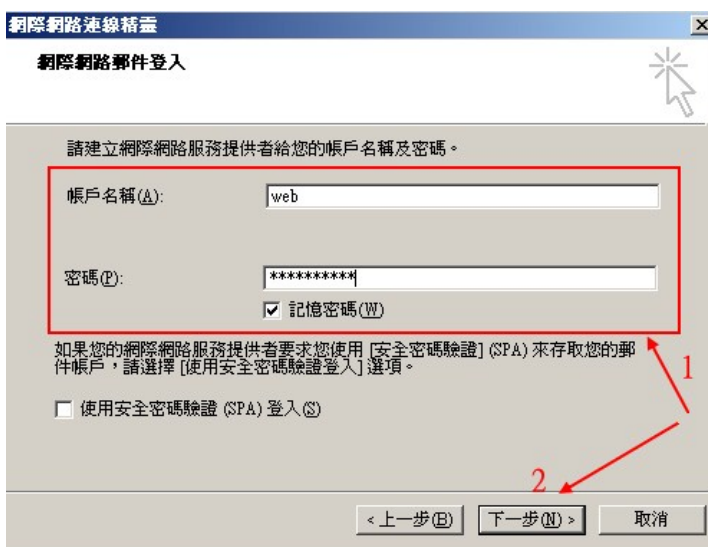 網際網路連線精靈
網際網路郵件登入
請建立網際網路服務提供者給您的帳戶名稱及密碼。
帳戶名稱(A):
web
密碼(P):
**********
記憶密碼(W)
如果您的網際網路服務提供者要求您使用 [安全密碼驗證] (SPA) 來存取您的郵
件帳戶，請選擇 [使用安全密碼驗證登入] 選項。
1
使用安全密碼驗證 (SPA) 登入(S)
2
<上一步(B)
下一步(N) >
取消